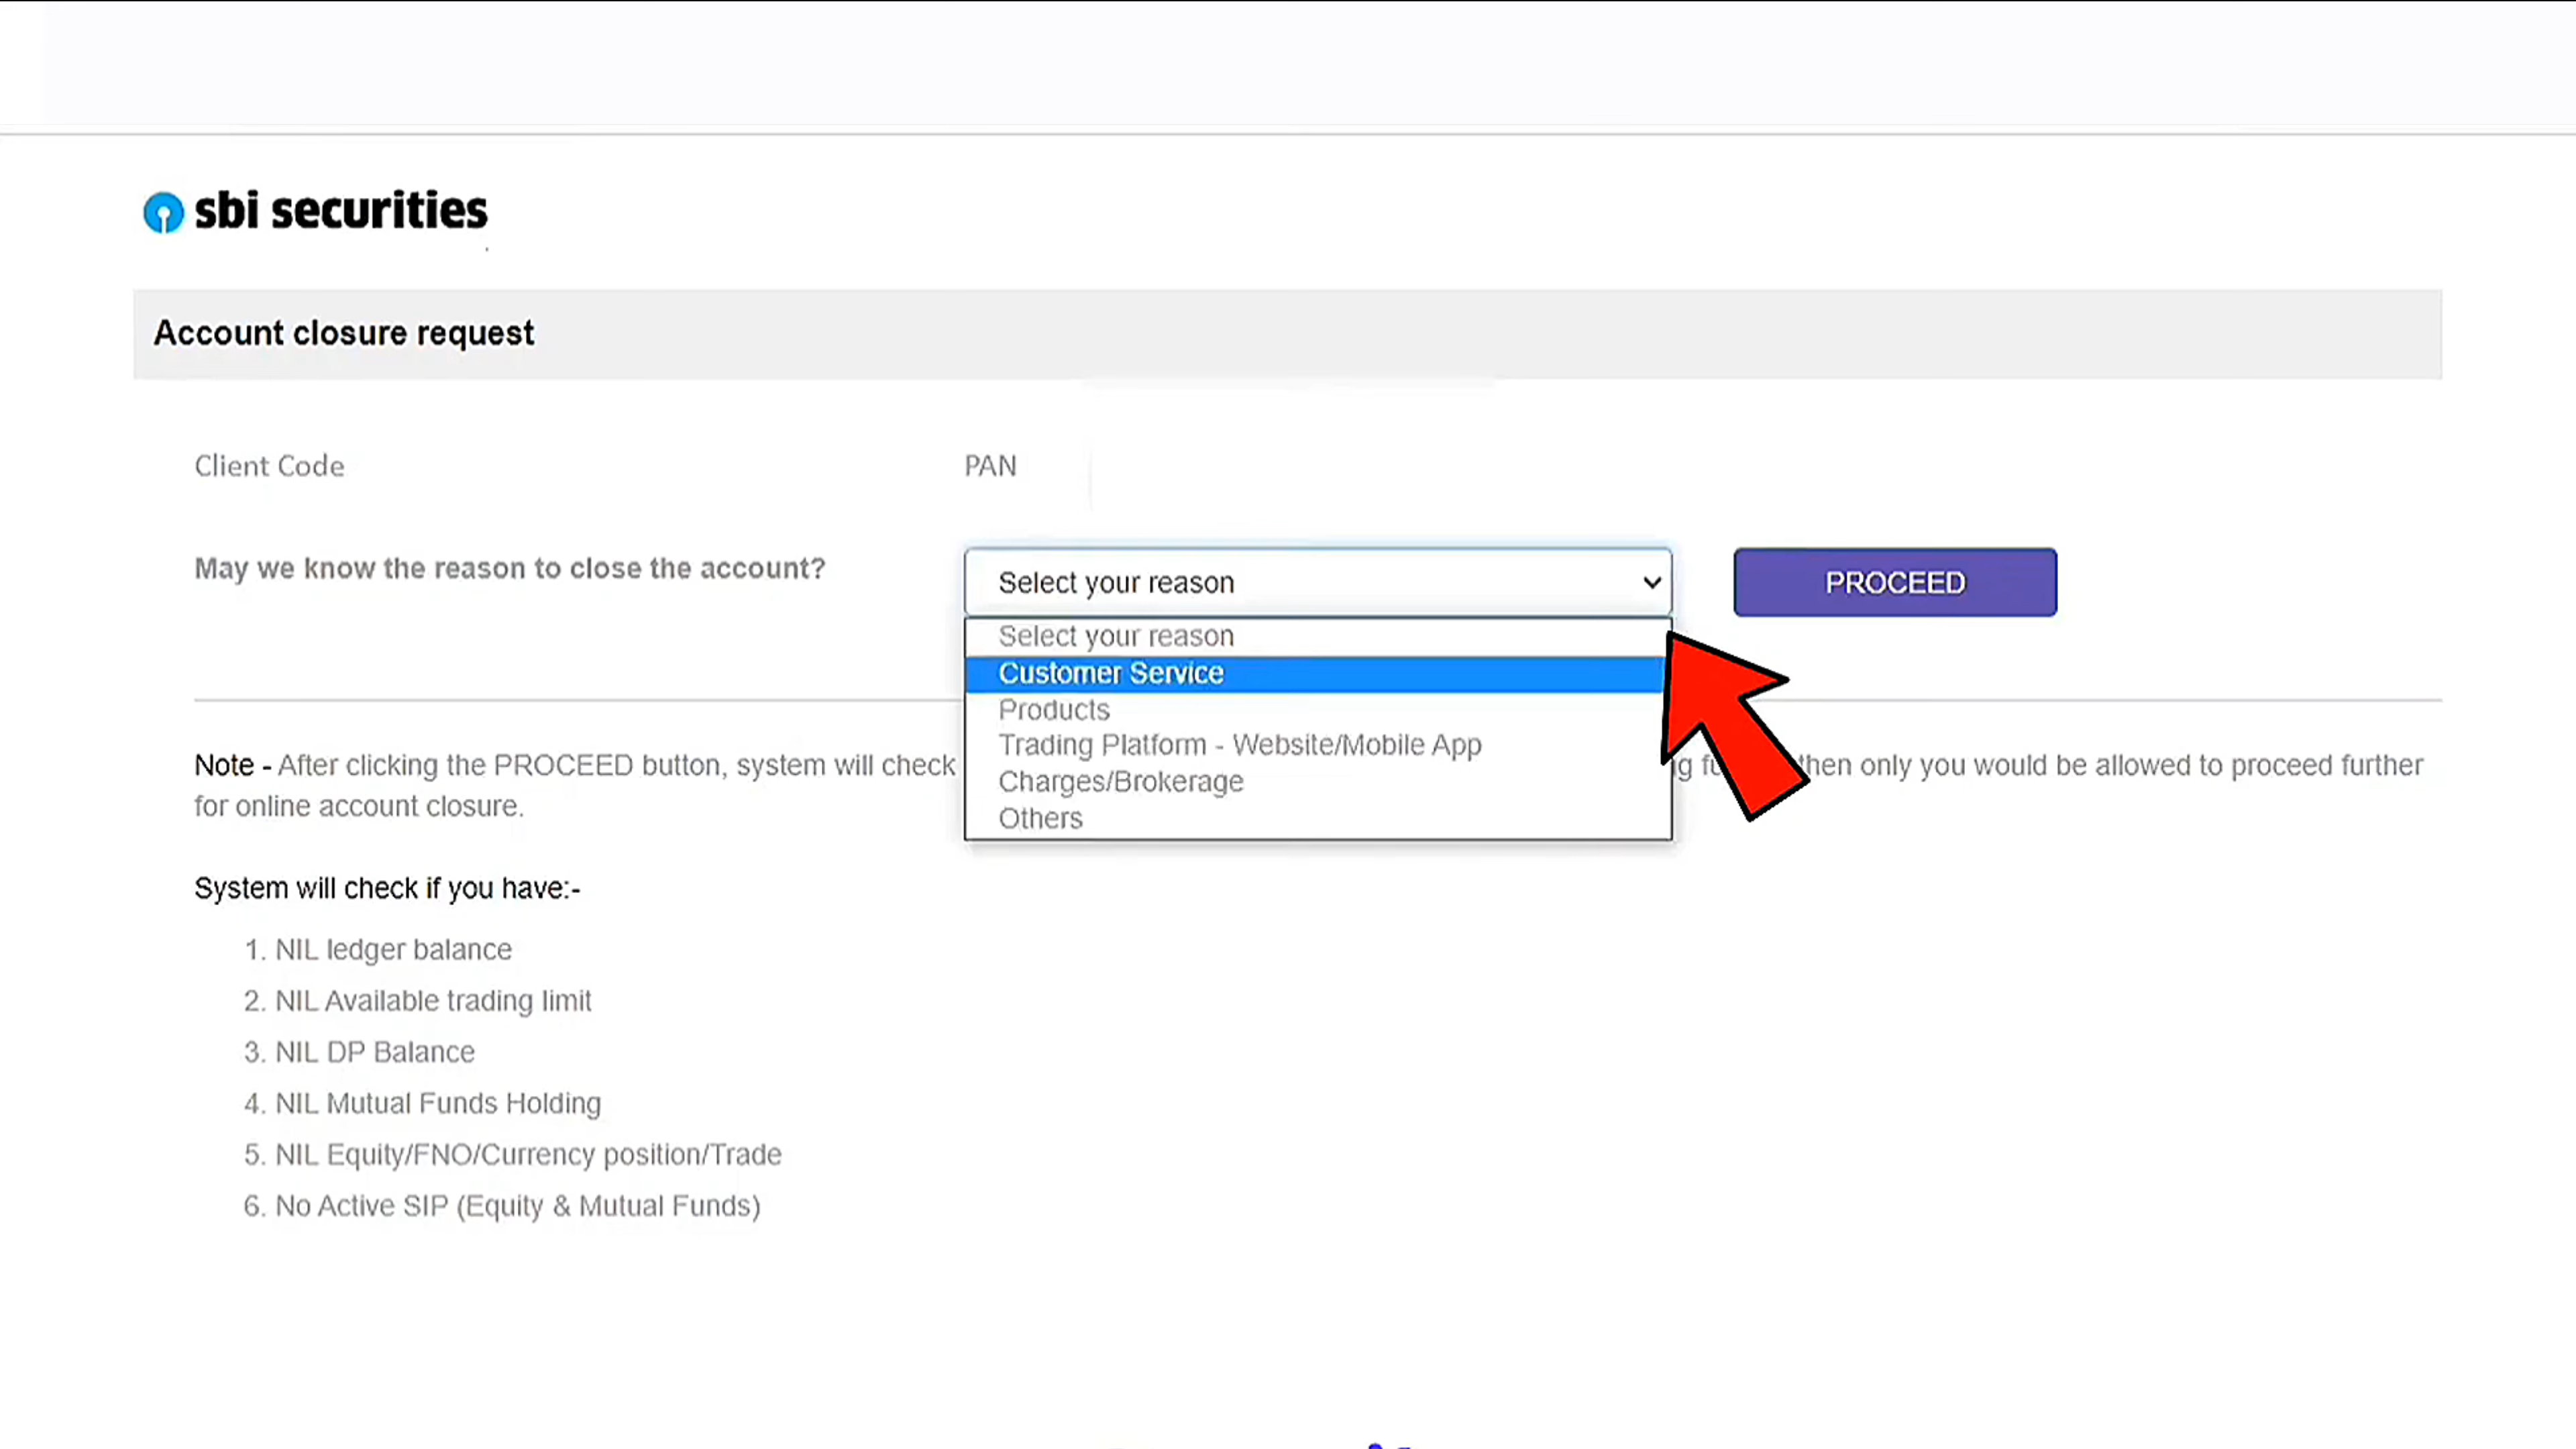 sbi securities
Account closure request
Client Code PAN
May we know the reason to close the account? Select your reason PROCEED
Select your reason
Customer Service
Products
Trading Platform - Website/Mobile App
Charges/Brokerage
Others
Note - After clicking the PROCEED button, system will check then only you would be allowed to proceed further
for online account closure.
System will check if you have:-
1. NIL ledger balance
2. NIL Available trading limit
3. NIL DP Balance
4. NIL Mutual Funds Holding
5. NIL Equity/FNO/Currency position/Trade
6. No Active SIP (Equity & Mutual Funds)